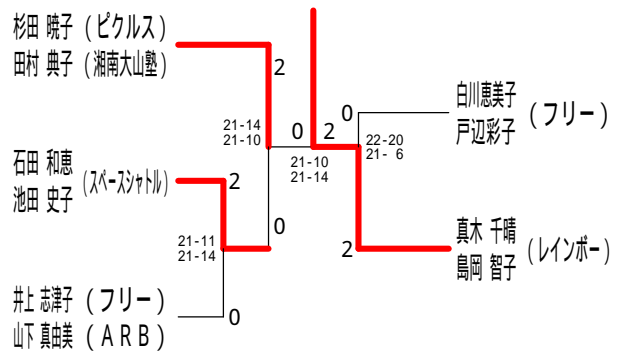 杉田 暁子 (ピクルス)
田村 典子 (湘南大山塾)
2
21-14
21-10
0
2
0
22-20
21- 6
白川恵美子 (フリー)
戸辺彩子
21-10
21-14
石田 和恵 (スペースシャトル)
池田 史子
2
0
21-11
21-14
2
真木 千晴 (レインボー)
島岡 智子
井上 志津子 (フリー)
山下 真由美 (ARB)
0